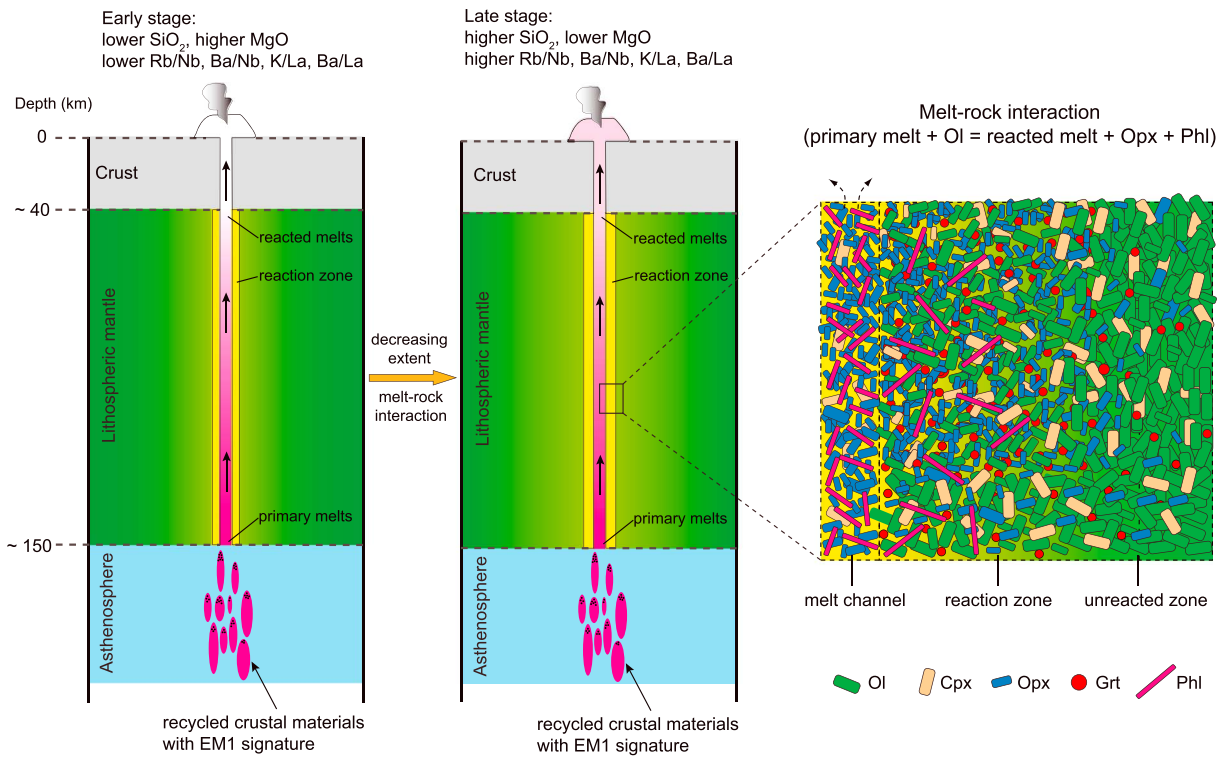 Early stage:
lower SiO2, higher MgO
lower Rb/Nb, Ba/Nb, K/La, Ba/La
Late stage:
higher SiO2, lower MgO
higher Rb/Nb, Ba/Nb, K/La, Ba/La
Depth (km)
0
~ 40
~ 150
Crust
reacted melts
reaction zone
Lithospheric mantle
primary melts
Asthenosphere
recycled crustal materials
with EM1 signature
decreasing
extent
melt-rock
interaction
Crust
reacted melts
reaction zone
Lithospheric mantle
primary melts
Asthenosphere
recycled crustal materials
with EM1 signature
Melt-rock interaction
(primary melt + Ol = reacted melt + Opx + Phl)
melt channel
reaction zone
unreacted zone
Ol
Cpx
Opx
Grt
Phl